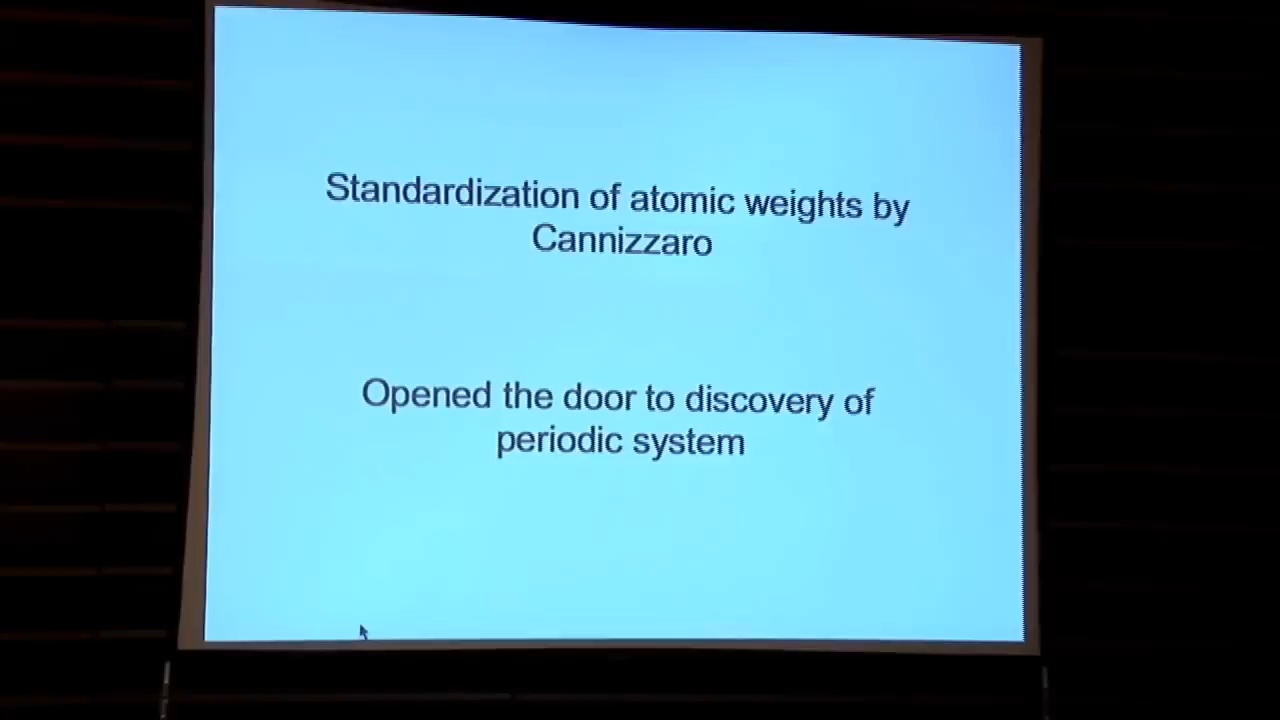 Standardization of atomic weights by
Cannizzaro
Opened the door to discovery of
periodic system